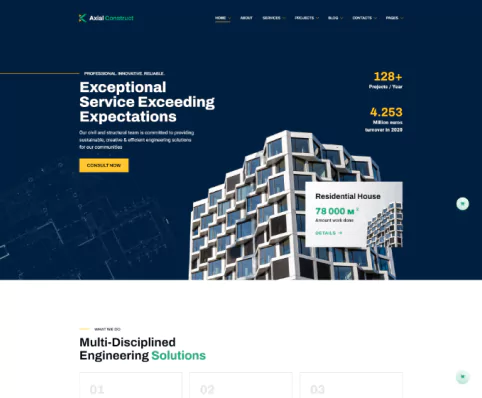 Axial Construct
HOME ABOUT SERVICES PROJECTS BLOG CONTACTS PAGES
PROFESSIONAL. INNOVATIVE. RELIABLE.
Exceptional
Service Exceeding
Expectations
Our civil and structural team is committed to providing
sustainable, creative & efficient engineering solutions
for our communities
CONSULT NOW
128+
Projects / Year
4.253
Million euro
turnover in 2020
Residential House
78 000 м²
Amount work done
DETAILS →
WHAT WE DO
Multi-Disciplined
Engineering Solutions
01
02
03